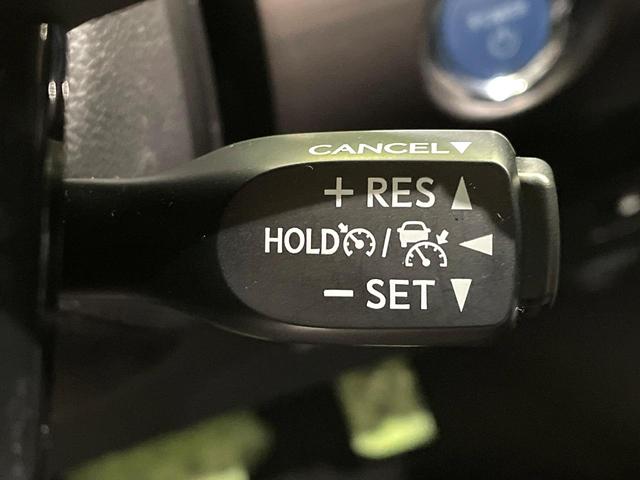 CANCEL▼
+ RES ▲
HOLD / ◀
− SET ▼